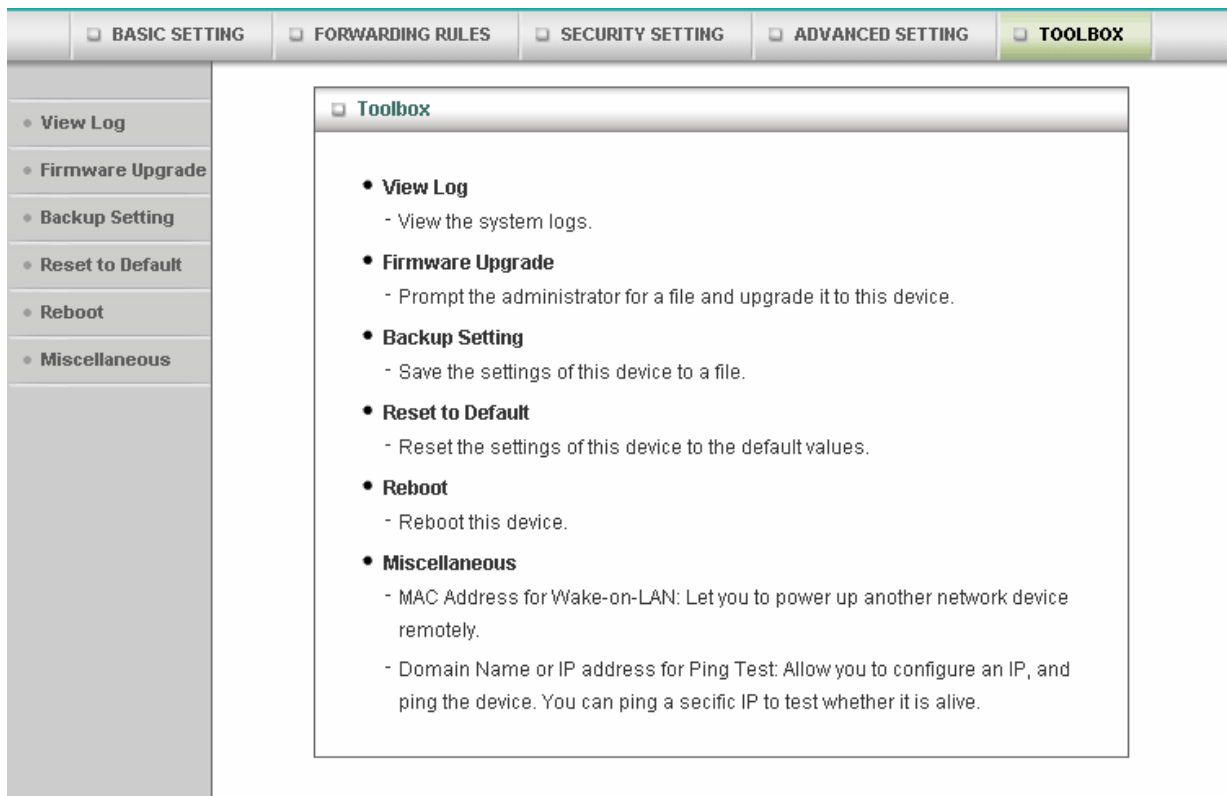 BASIC SETTING
FORWARDING RULES
SECURITY SETTING
ADVANCED SETTING
TOOLBOX
View Log
Firmware Upgrade
Backup Setting
Reset to Default
Reboot
Miscellaneous
Toolbox
• View Log
- View the system logs.
• Firmware Upgrade
- Prompt the administrator for a file and upgrade it to this device.
• Backup Setting
- Save the settings of this device to a file.
• Reset to Default
- Reset the settings of this device to the default values.
• Reboot
- Reboot this device.
• Miscellaneous
- MAC Address for Wake-on-LAN: Let you to power up another network device
remotely.
- Domain Name or IP address for Ping Test: Allow you to configure an IP, and
ping the device. You can ping a secific IP to test whether it is alive.